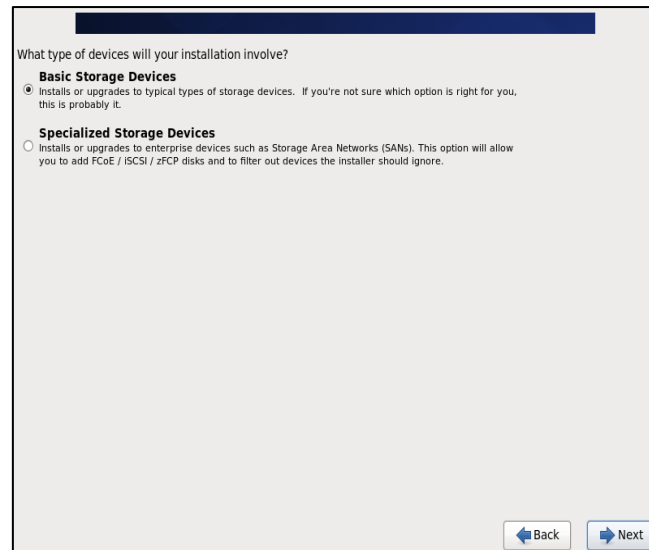 What type of devices will your installation involve?
Basic Storage Devices
Installs or upgrades to typical types of storage devices.  If you're not sure which option is right for you,
this is probably it.
Specialized Storage Devices
Installs or upgrades to enterprise devices such as Storage Area Networks (SANs). This option will allow
you to add FCoE / iSCSI / zFCP disks and to filter out devices the installer should ignore.
Back
Next